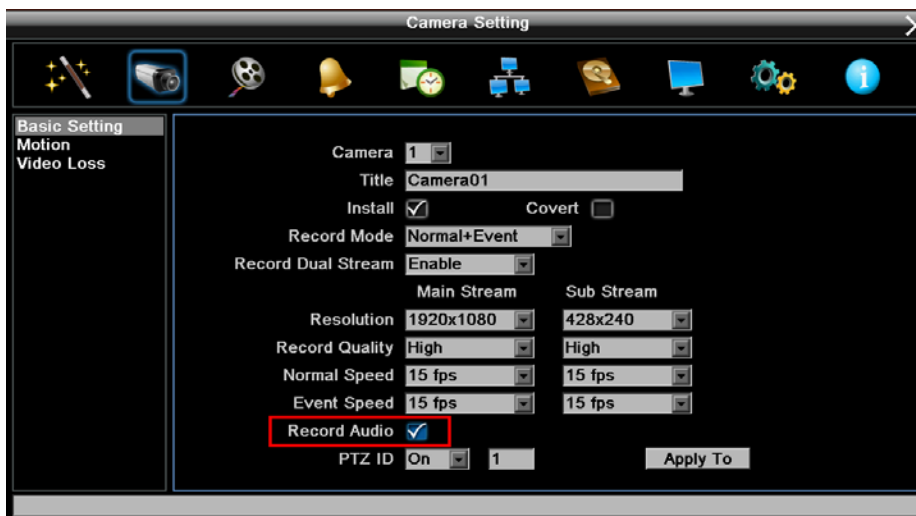 Camera Setting
Basic Setting
Motion
Video Loss
Camera 1
Title Camera01
Install Covert
Record Mode Normal+Event
Record Dual Stream Enable
Main Stream Sub Stream
Resolution 1920x1080 428x240
Record Quality High High
Normal Speed 15 fps 15 fps
Event Speed 15 fps 15 fps
Record Audio
PTZ ID On 1 Apply To